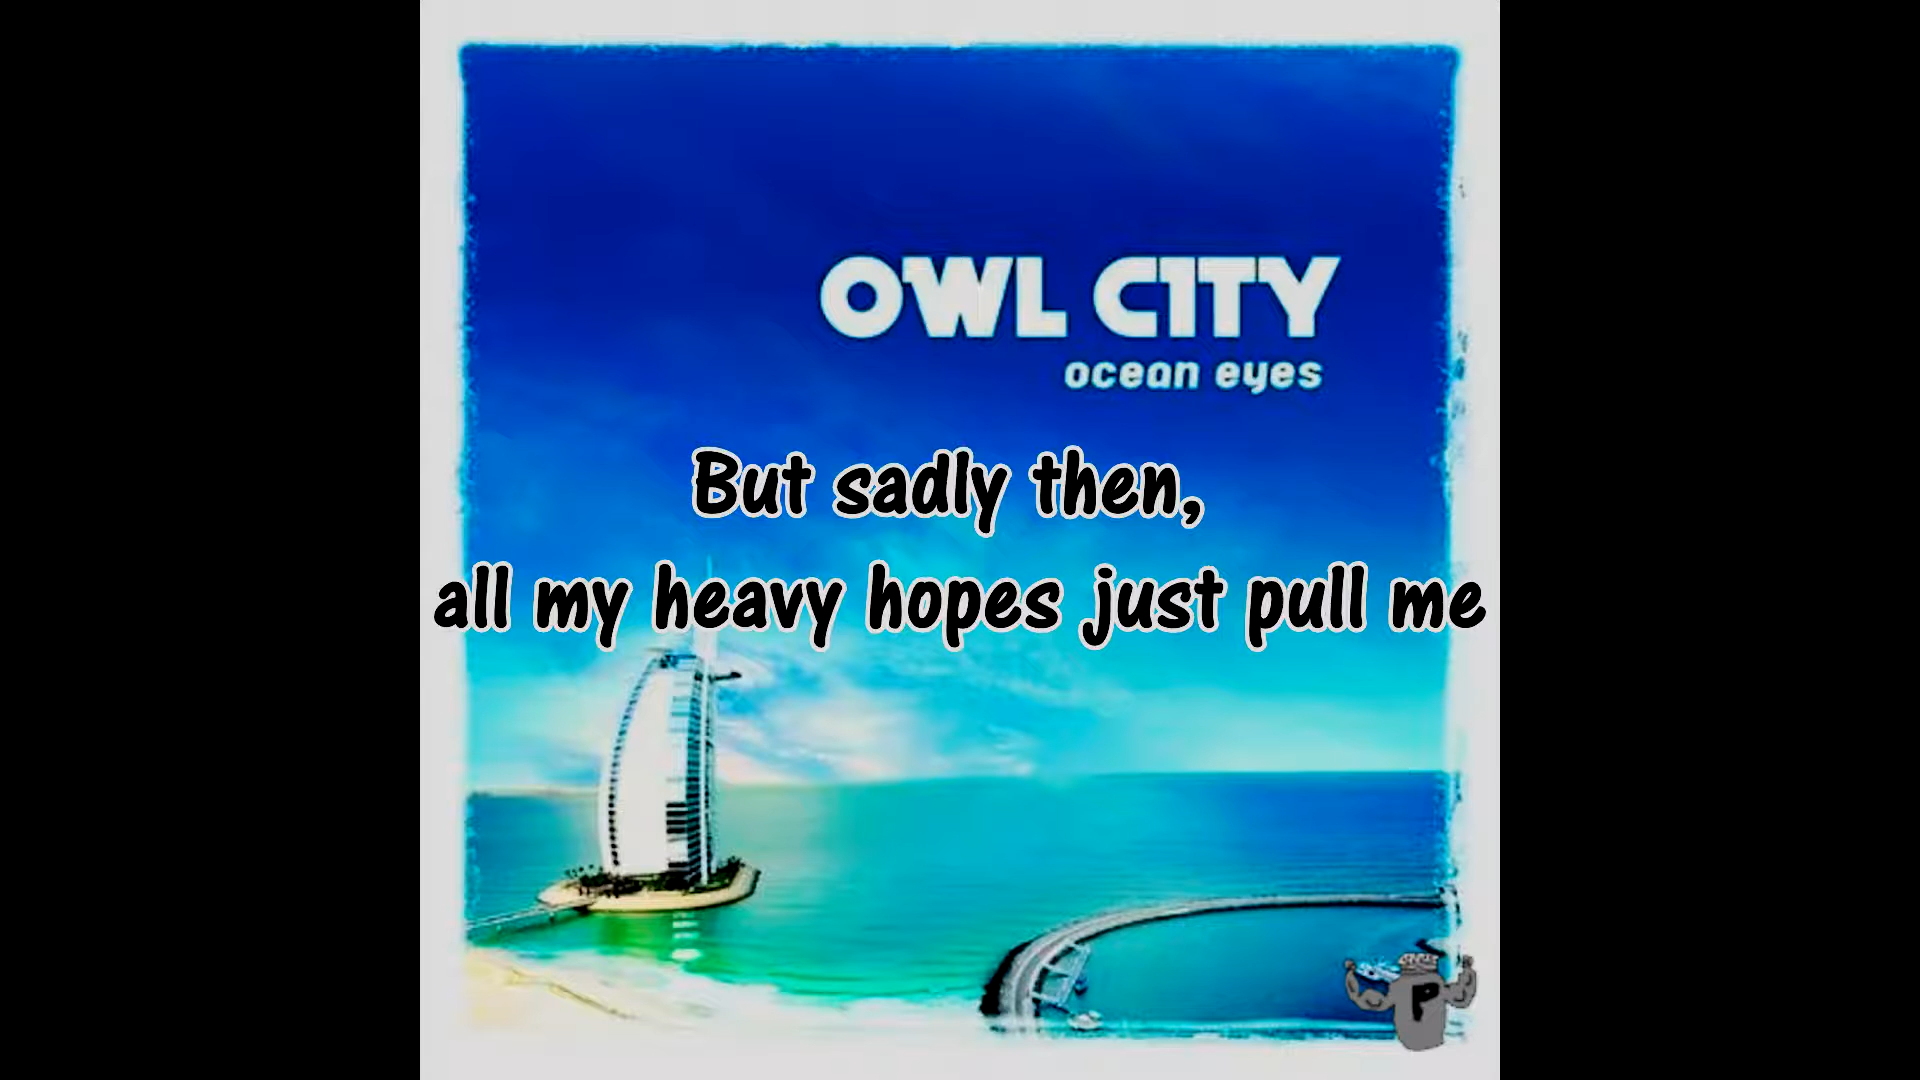 OWL CITY
ocean eyes
But sadly then,
all my heavy hopes just pull me
P